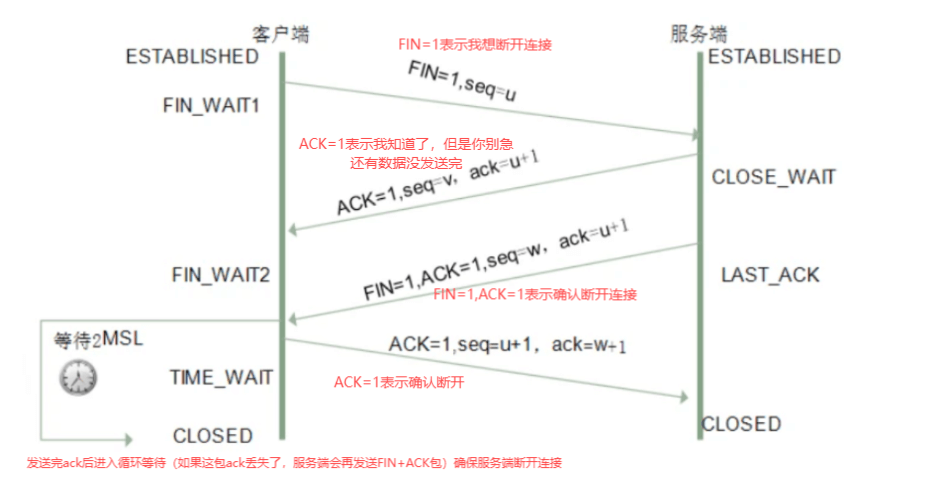 客户端
服务端
FIN=1表示我想断开连接
ESTABLISHED
ESTABLISHED
FIN=1,seq=u
FIN_WAIT1
ACK=1表示我知道了，但是你别急
还有数据没发送完
ACK=1,seq=v，ack=u+1
CLOSE_WAIT
FIN_WAIT2
FIN=1,ACK=1,seq=w，ack=u+1
LAST_ACK
FIN=1,ACK=1表示确认断开连接
等待2MSL
ACK=1,seq=u+1，ack=w+1
TIME_WAIT
ACK=1表示确认断开
CLOSED
CLOSED
发送完ack后进入循环等待（如果这包ack丢失了，服务端会再发送FIN+ACK包）确保服务端断开连接